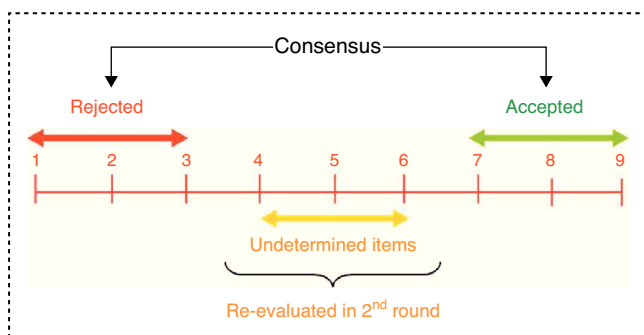 Consensus
Rejected
Accepted
1 2 3 4 5 6 7 8 9
Undetermined items
Re-evaluated in 2nd round